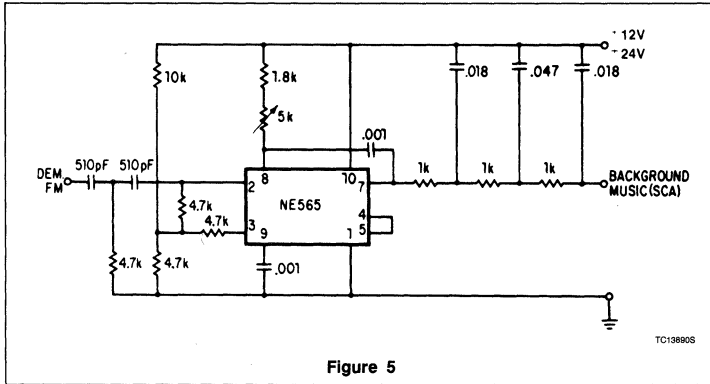 + 12V
+ 24V
10k
1.8k
5k
.018
.047
.018
.001
DEM.
FM
510pF
510pF
1k
1k
1k
BACKGROUND
MUSIC(SCA)
8
10
2
7
NE565
4.7k
3
4.7k
4
5
9
1
4.7k
4.7k
.001
TC13890S
Figure 5